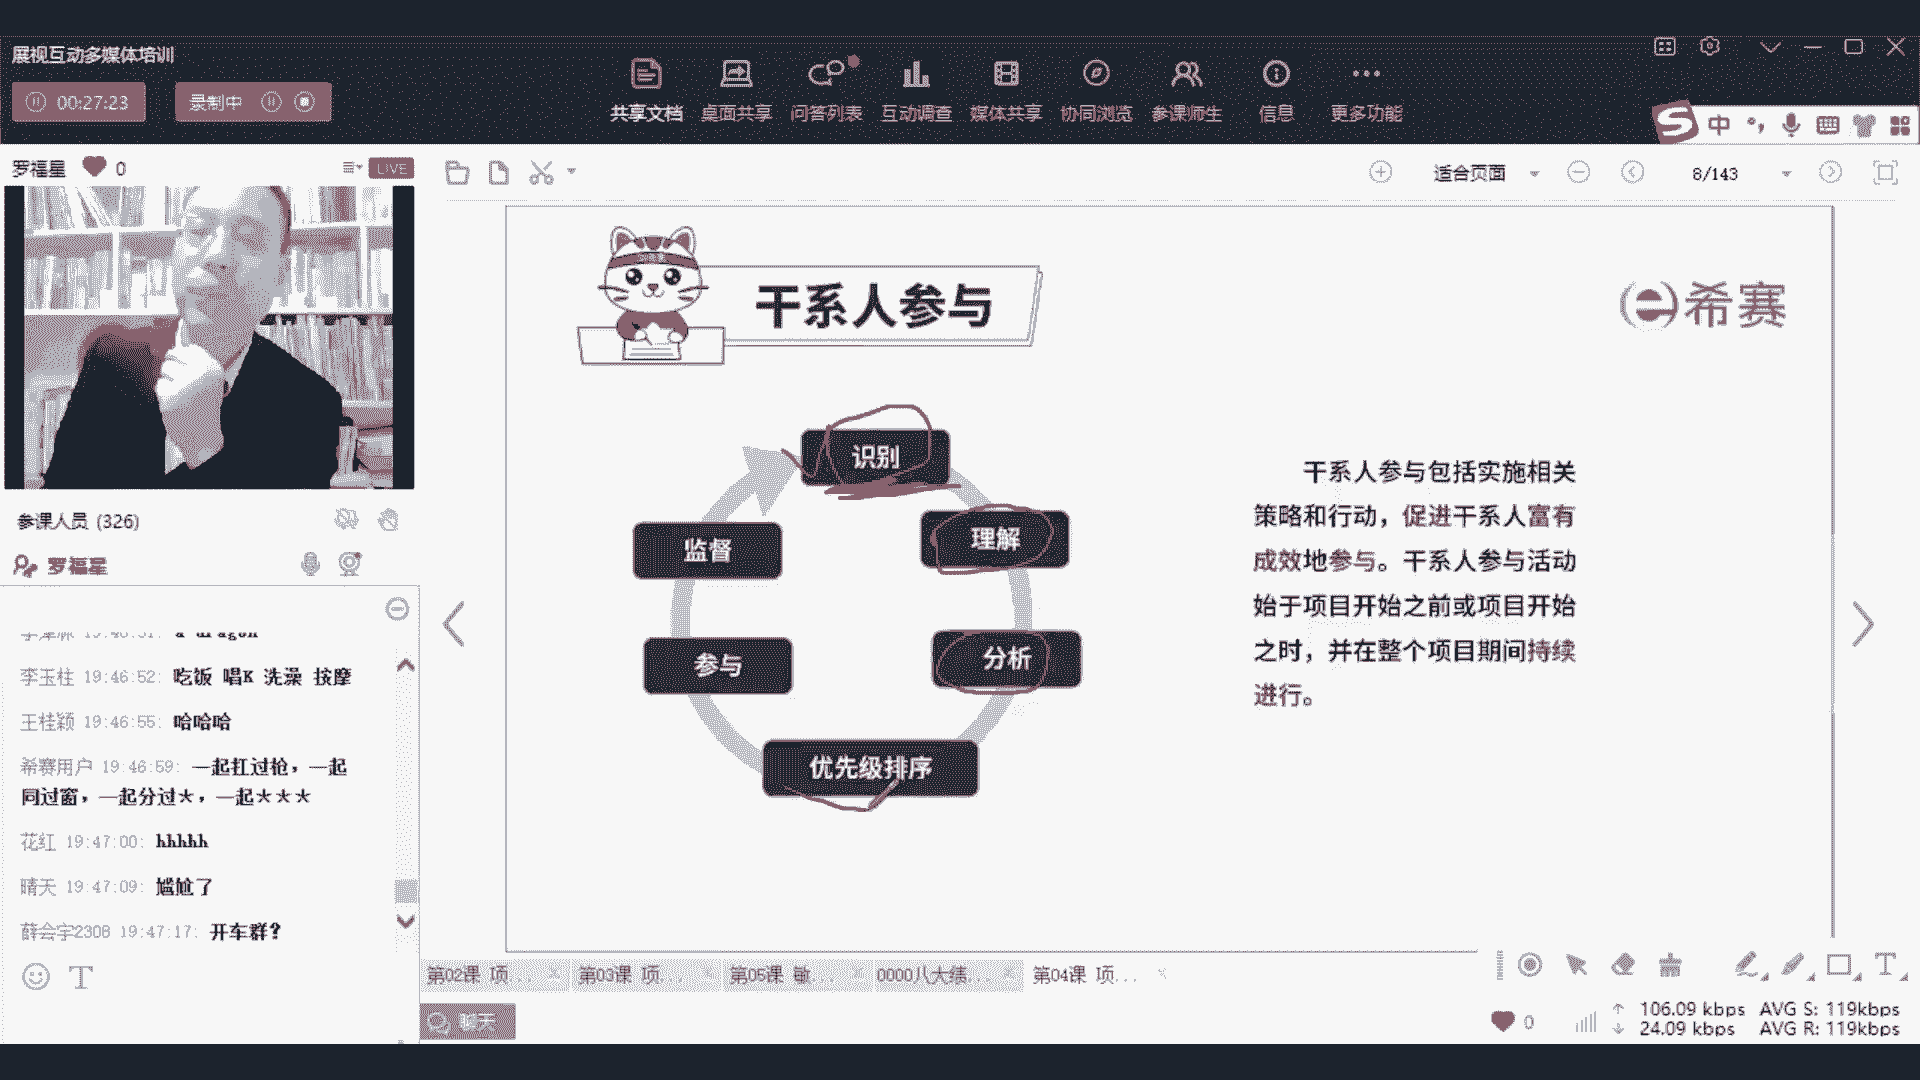 展视互动多媒体培训
00:27:23
录制中
共享文档 桌面共享 问答列表 互动调查 媒体共享 协同浏览 参课师生 信息 更多功能
中
罗福星 0
LIVE
适合页面
8/143
干系人参与
希赛
识别
理解
分析
优先级排序
参与
监督
干系人参与包括实施相关
策略和行动，促进干系人富有
成效地参与。干系人参与活动
始于项目开始之前或项目开始
之时，并在整个项目期间持续
进行。
参课人员 (326)
罗福星
李玉柱 19:46:52: 吃饭 唱K 洗澡 按摩
王桂颖 19:46:55: 哈哈哈
希赛用户 19:46:59: 一起扛过枪，一起
同过窗，一起分过★，一起★★★
花红 19:47:00: hhhhh
晴天 19:47:09: 尴尬了
薛会宇2308 19:47:17: 开车群？
第02课 项...
第03课 项...
第05课 敏...
0000八大绩...
第04课 项...
聊天
0
106.09 kbps AVG S: 119kbps
24.09 kbps AVG R: 119kbps